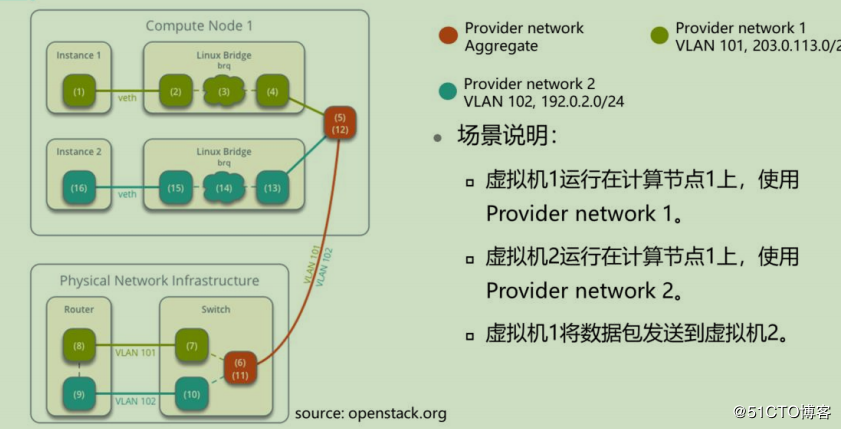 Compute Node 1
Instance 1
Linux Bridge
brq
(1)
veth
(2)
(3)
(4)
(5)
(12)
Instance 2
Linux Bridge
brq
(16)
veth
(15)
(14)
(13)
VLAN 101
VLAN 102
Physical Network Infrastructure
Router
Switch
(8)
VLAN 101
(7)
(6)
(11)
(9)
VLAN 102
(10)
Provider network
Aggregate
Provider network 1
VLAN 101, 203.0.113.0/2
Provider network 2
VLAN 102, 192.0.2.0/24
场景说明：
虚拟机1运行在计算节点1上，使用
Provider network 1。
虚拟机2运行在计算节点1上，使用
Provider network 2。
虚拟机1将数据包发送到虚拟机2。
source: openstack.org
@51CTO博客